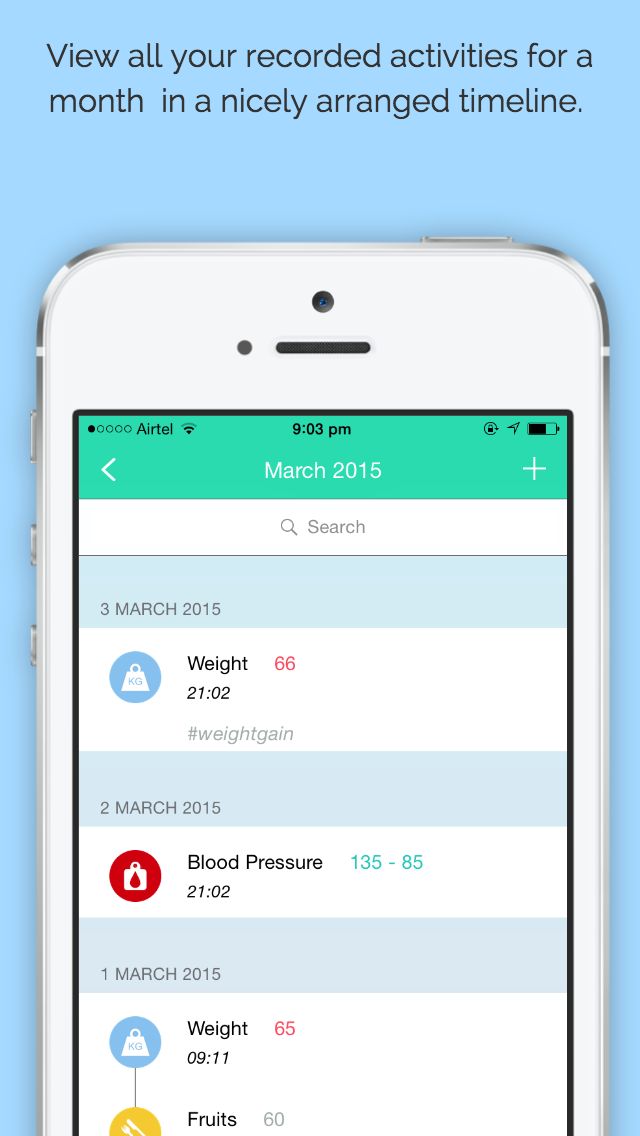 View all your recorded activities for a
month in a nicely arranged timeline.
Airtel 9:03 pm
March 2015
Search
3 MARCH 2015
KG
Weight 66
21:02
#weightgain
2 MARCH 2015
Blood Pressure 135 - 85
21:02
1 MARCH 2015
KG
Weight 65
09:11
Fruits 60